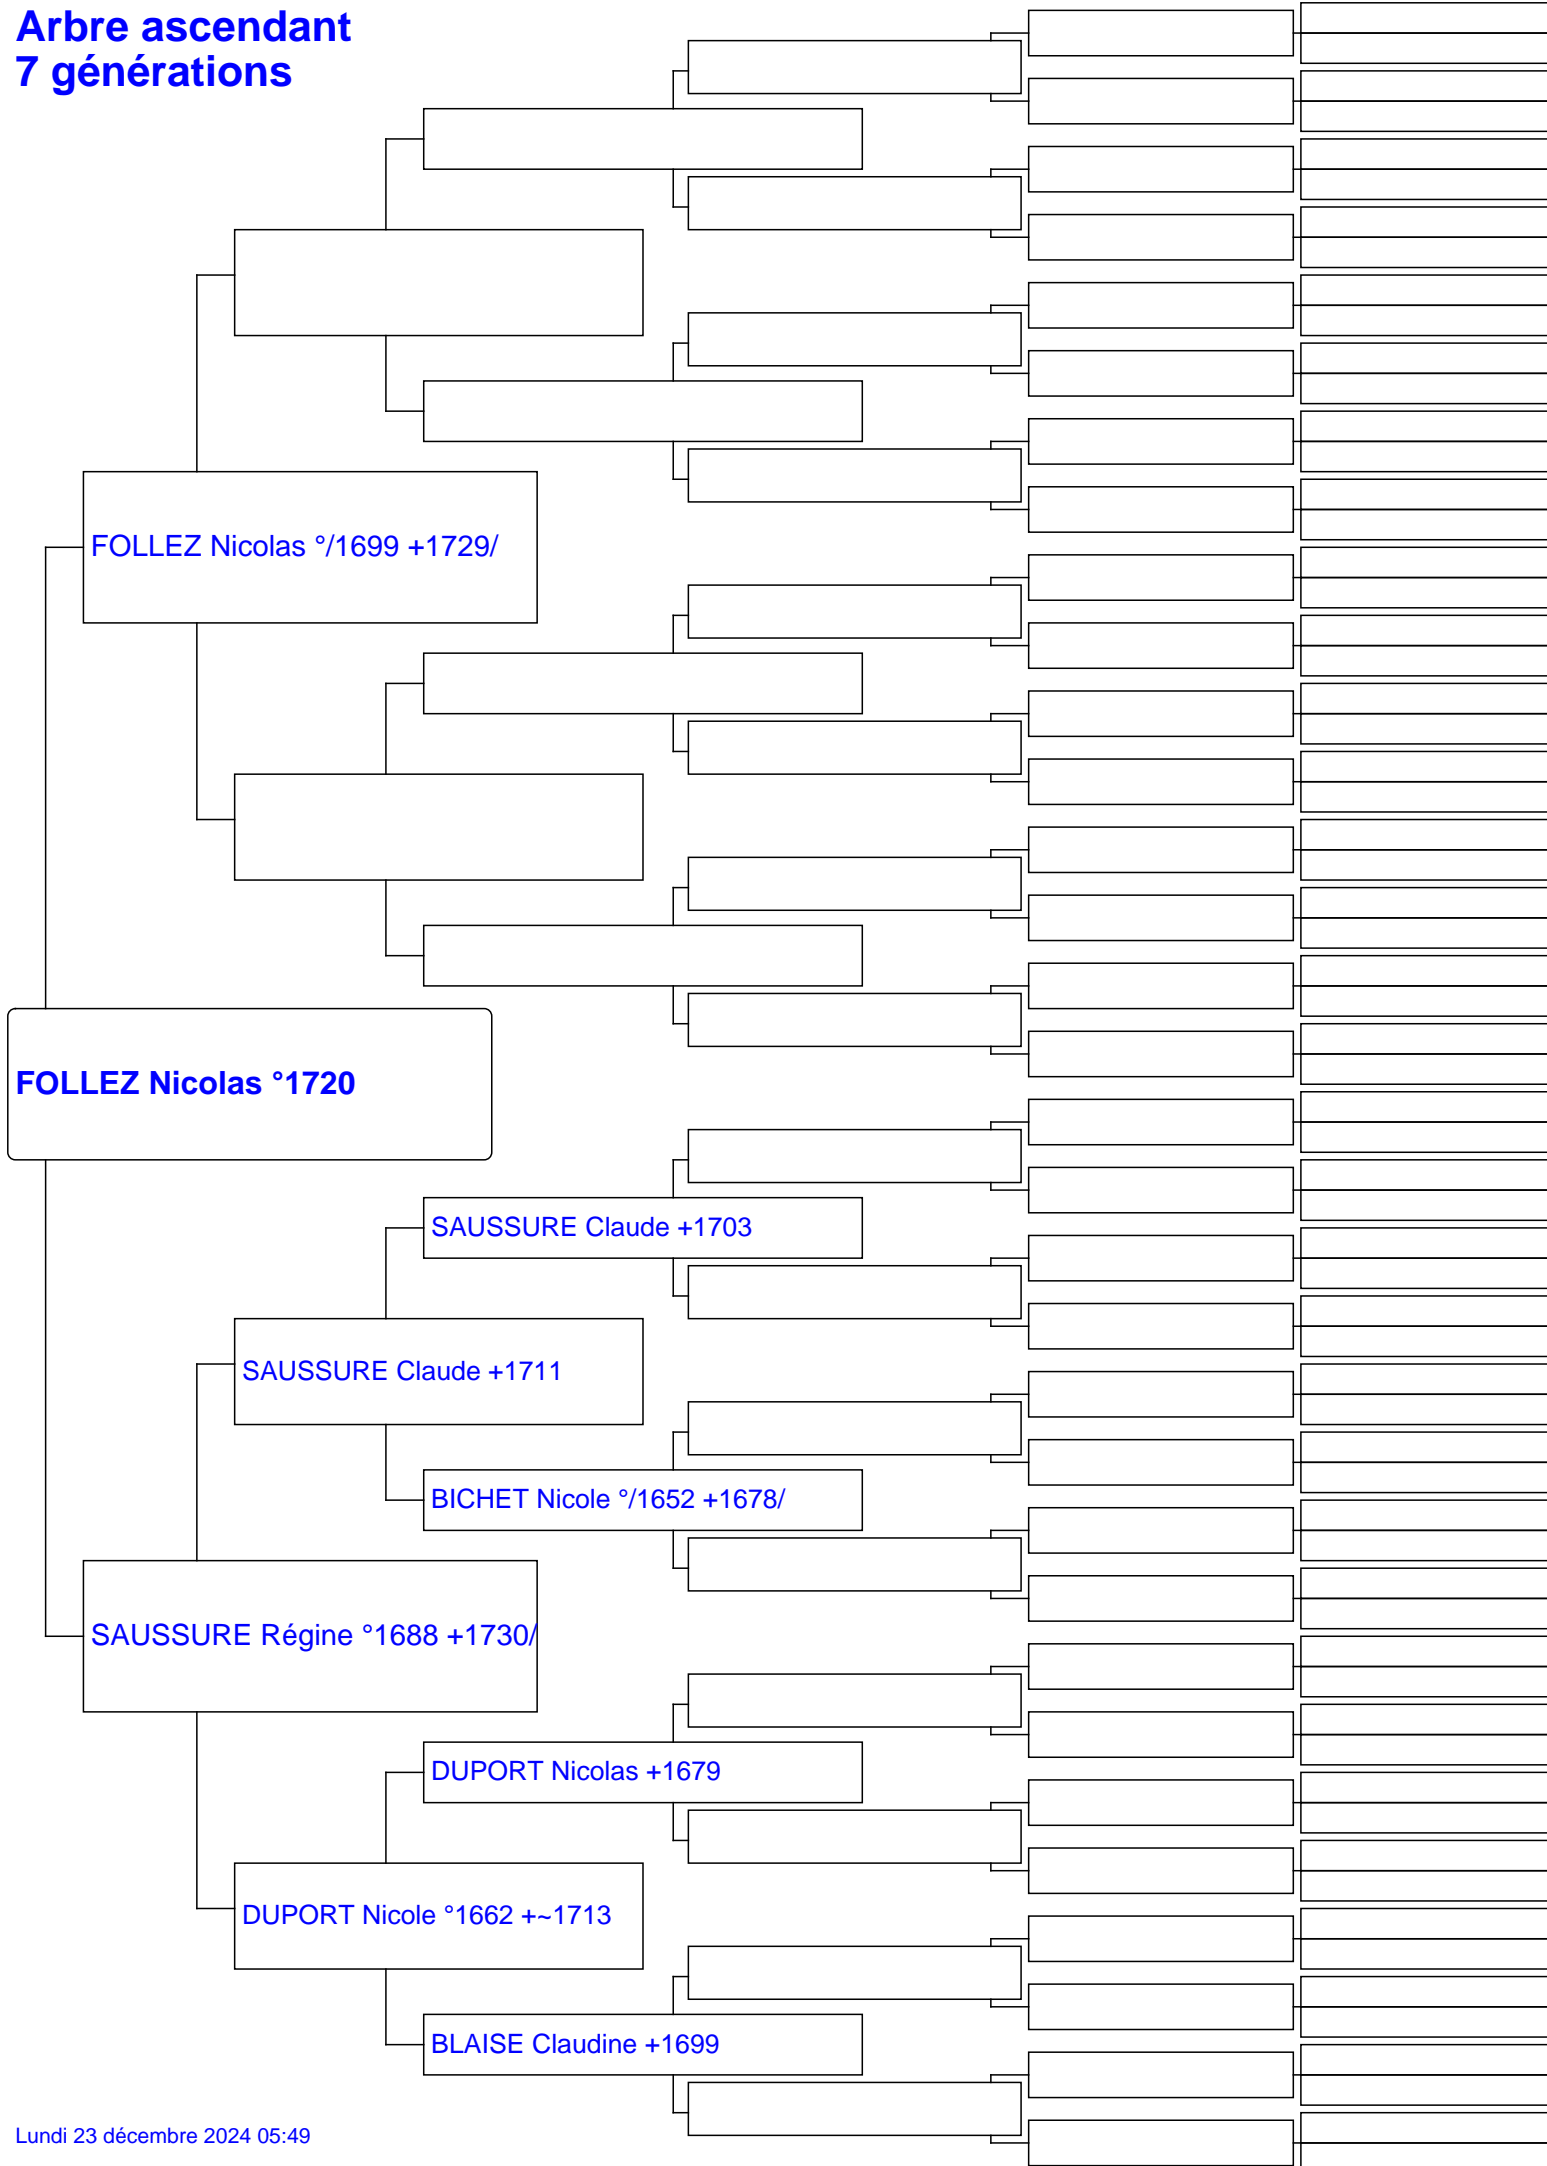 Arbre ascendant
7 générations
FOLLEZ Nicolas °/1699 +1729/
FOLLEZ Nicolas °1720
SAUSSURE Claude +1703
SAUSSURE Claude +1711
BICHET Nicole °/1652 +1678/
SAUSSURE Régine °1688 +1730/
DUPORT Nicolas +1679
DUPORT Nicole °1662 +~1713
BLAISE Claudine +1699
Lundi 23 décembre 2024 05:49